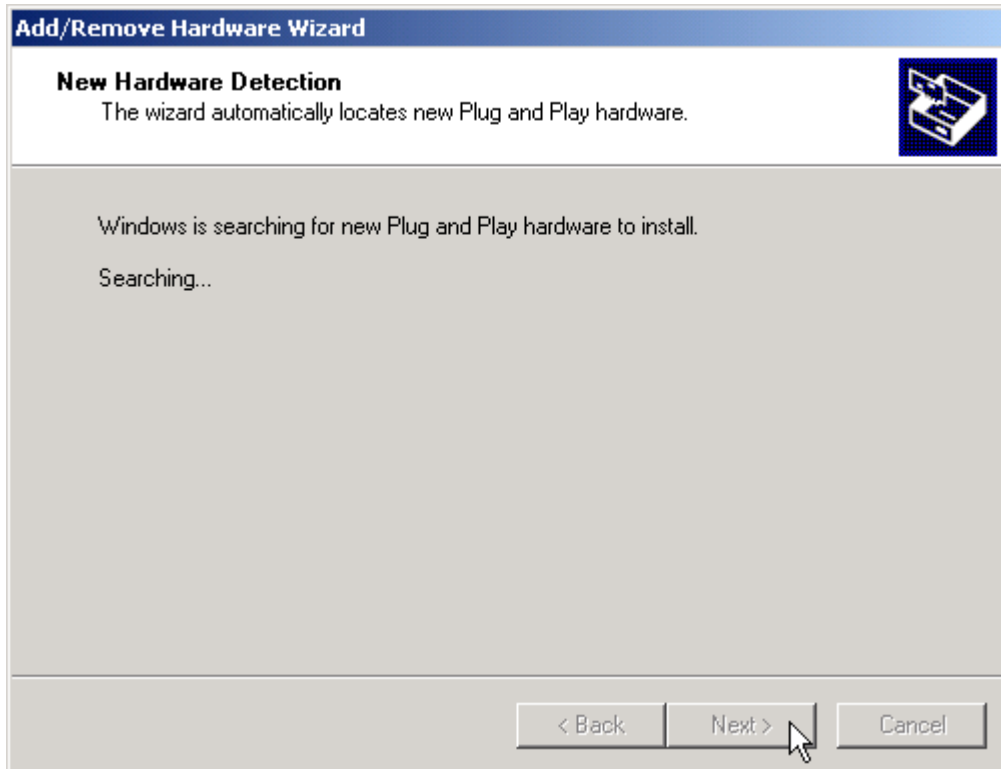 Add/Remove Hardware Wizard
New Hardware Detection
The wizard automatically locates new Plug and Play hardware.
Windows is searching for new Plug and Play hardware to install.
Searching...
< Back Next > Cancel